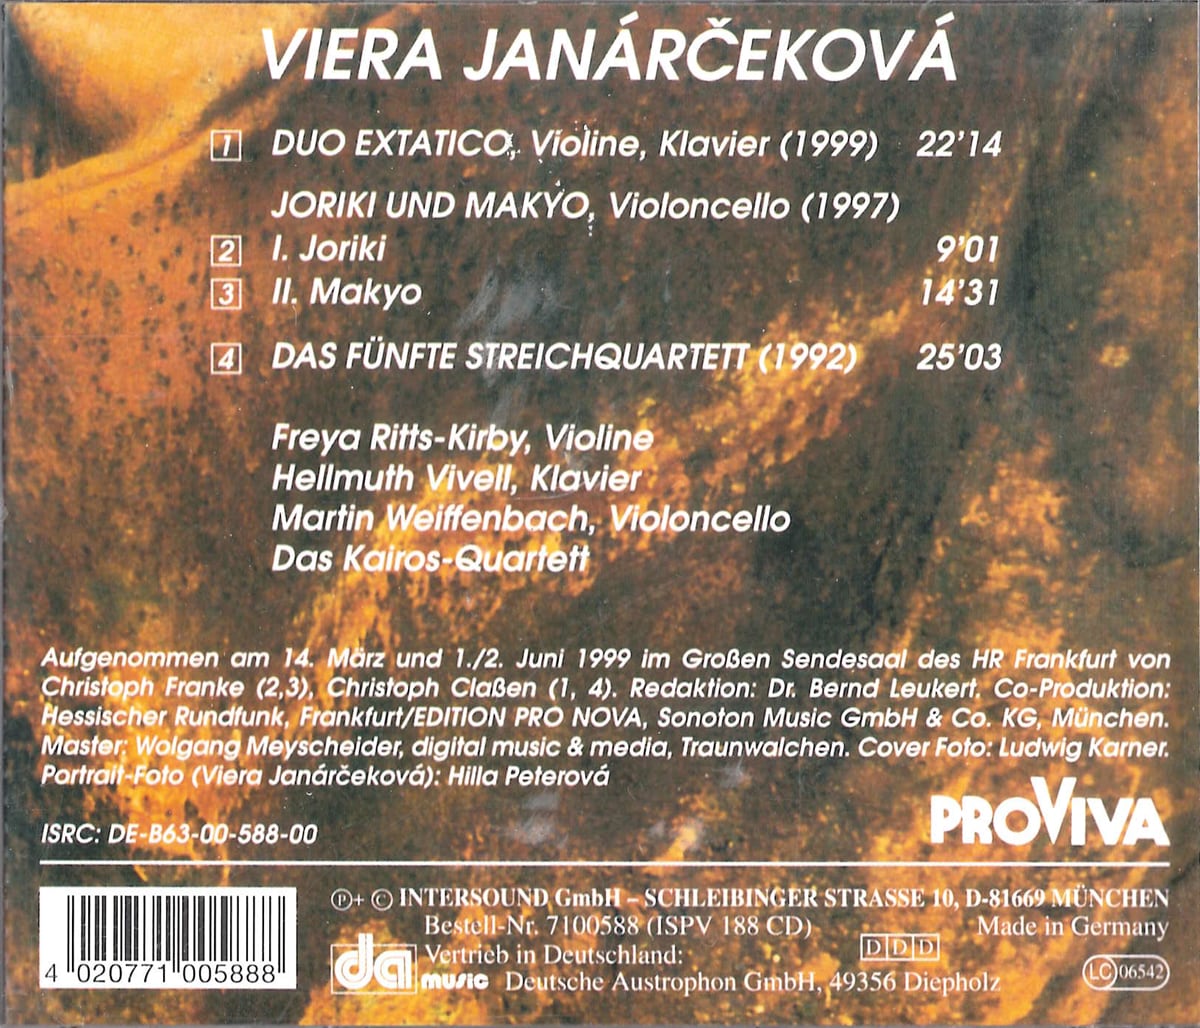 VIERA JANÁRČEKOVÁ
1 DUO EXTATICO, Violine, Klavier (1999) 22'14
JORIKI UND MAKYO, Violoncello (1997)
2 I. Joriki 9'01
3 II. Makyo 14'31
4 DAS FÜNFTE STREICHQUARTETT (1992) 25'03
Freya Ritts-Kirby, Violine
Hellmuth Vivell, Klavier
Martin Weiffenbach, Violoncello
Das Kairos-Quartett
Aufgenommen am 14. März und 1./2. Juni 1999 im Großen Sendesaal des HR Frankfurt von
Christoph Franke (2,3), Christoph Claßen (1, 4). Redaktion: Dr. Bernd Leukert. Co-Produktion:
Hessischer Rundfunk, Frankfurt/EDITION PRO NOVA, Sonoton Music GmbH & Co. KG, München.
Master: Wolgang Meyscheider, digital music & media, Traunwalchen. Cover Foto: Ludwig Karner.
Portrait-Foto (Viera Janárčeková): Hilla Peterová
PROVIVA
ISRC: DE-B63-00-588-00
Ⓟ+ © INTERSOUND GmbH – SCHLEIBINGER STRASSE 10, D-81669 MÜNCHEN
Bestell-Nr. 7100588 (ISPV 188 CD) Made in Germany
da music Vertrieb in Deutschland: DDD
Deutsche Austrophon GmbH, 49356 Diepholz LC 06542
4 020771 005888